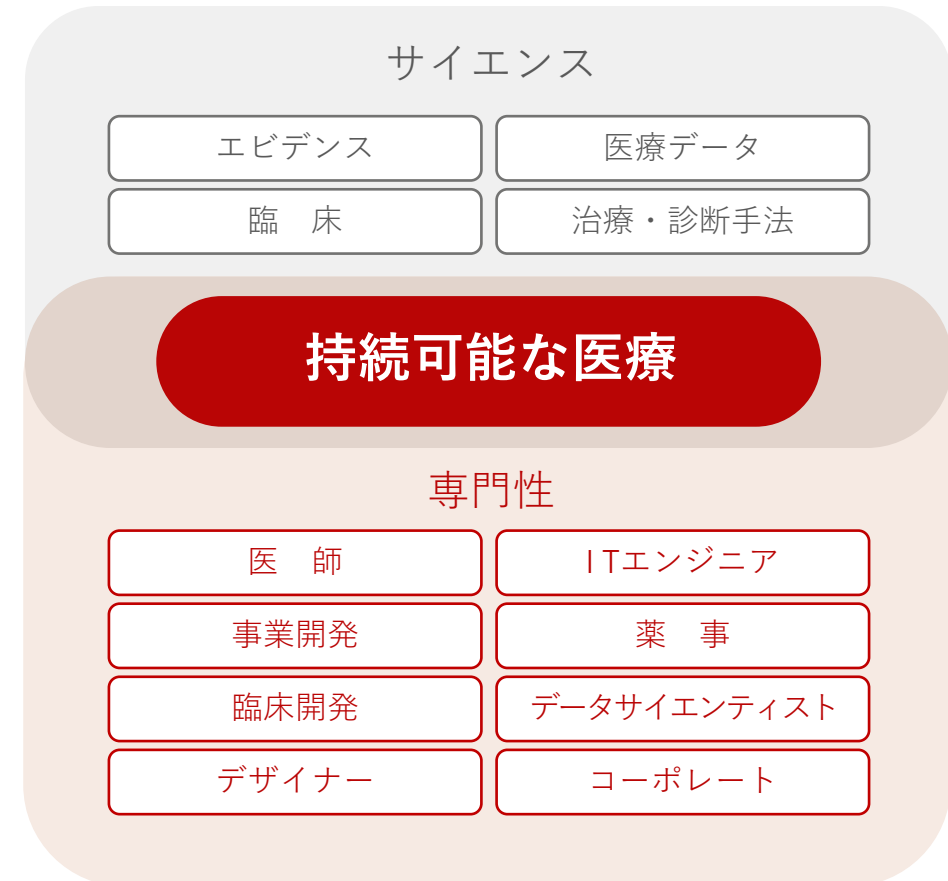 サイエンス
エビデンス
医療データ
臨　床
治療・診断手法
持続可能な医療
専門性
医　師
ITエンジニア
事業開発
薬　事
臨床開発
データサイエンティスト
デザイナー
コーポレート